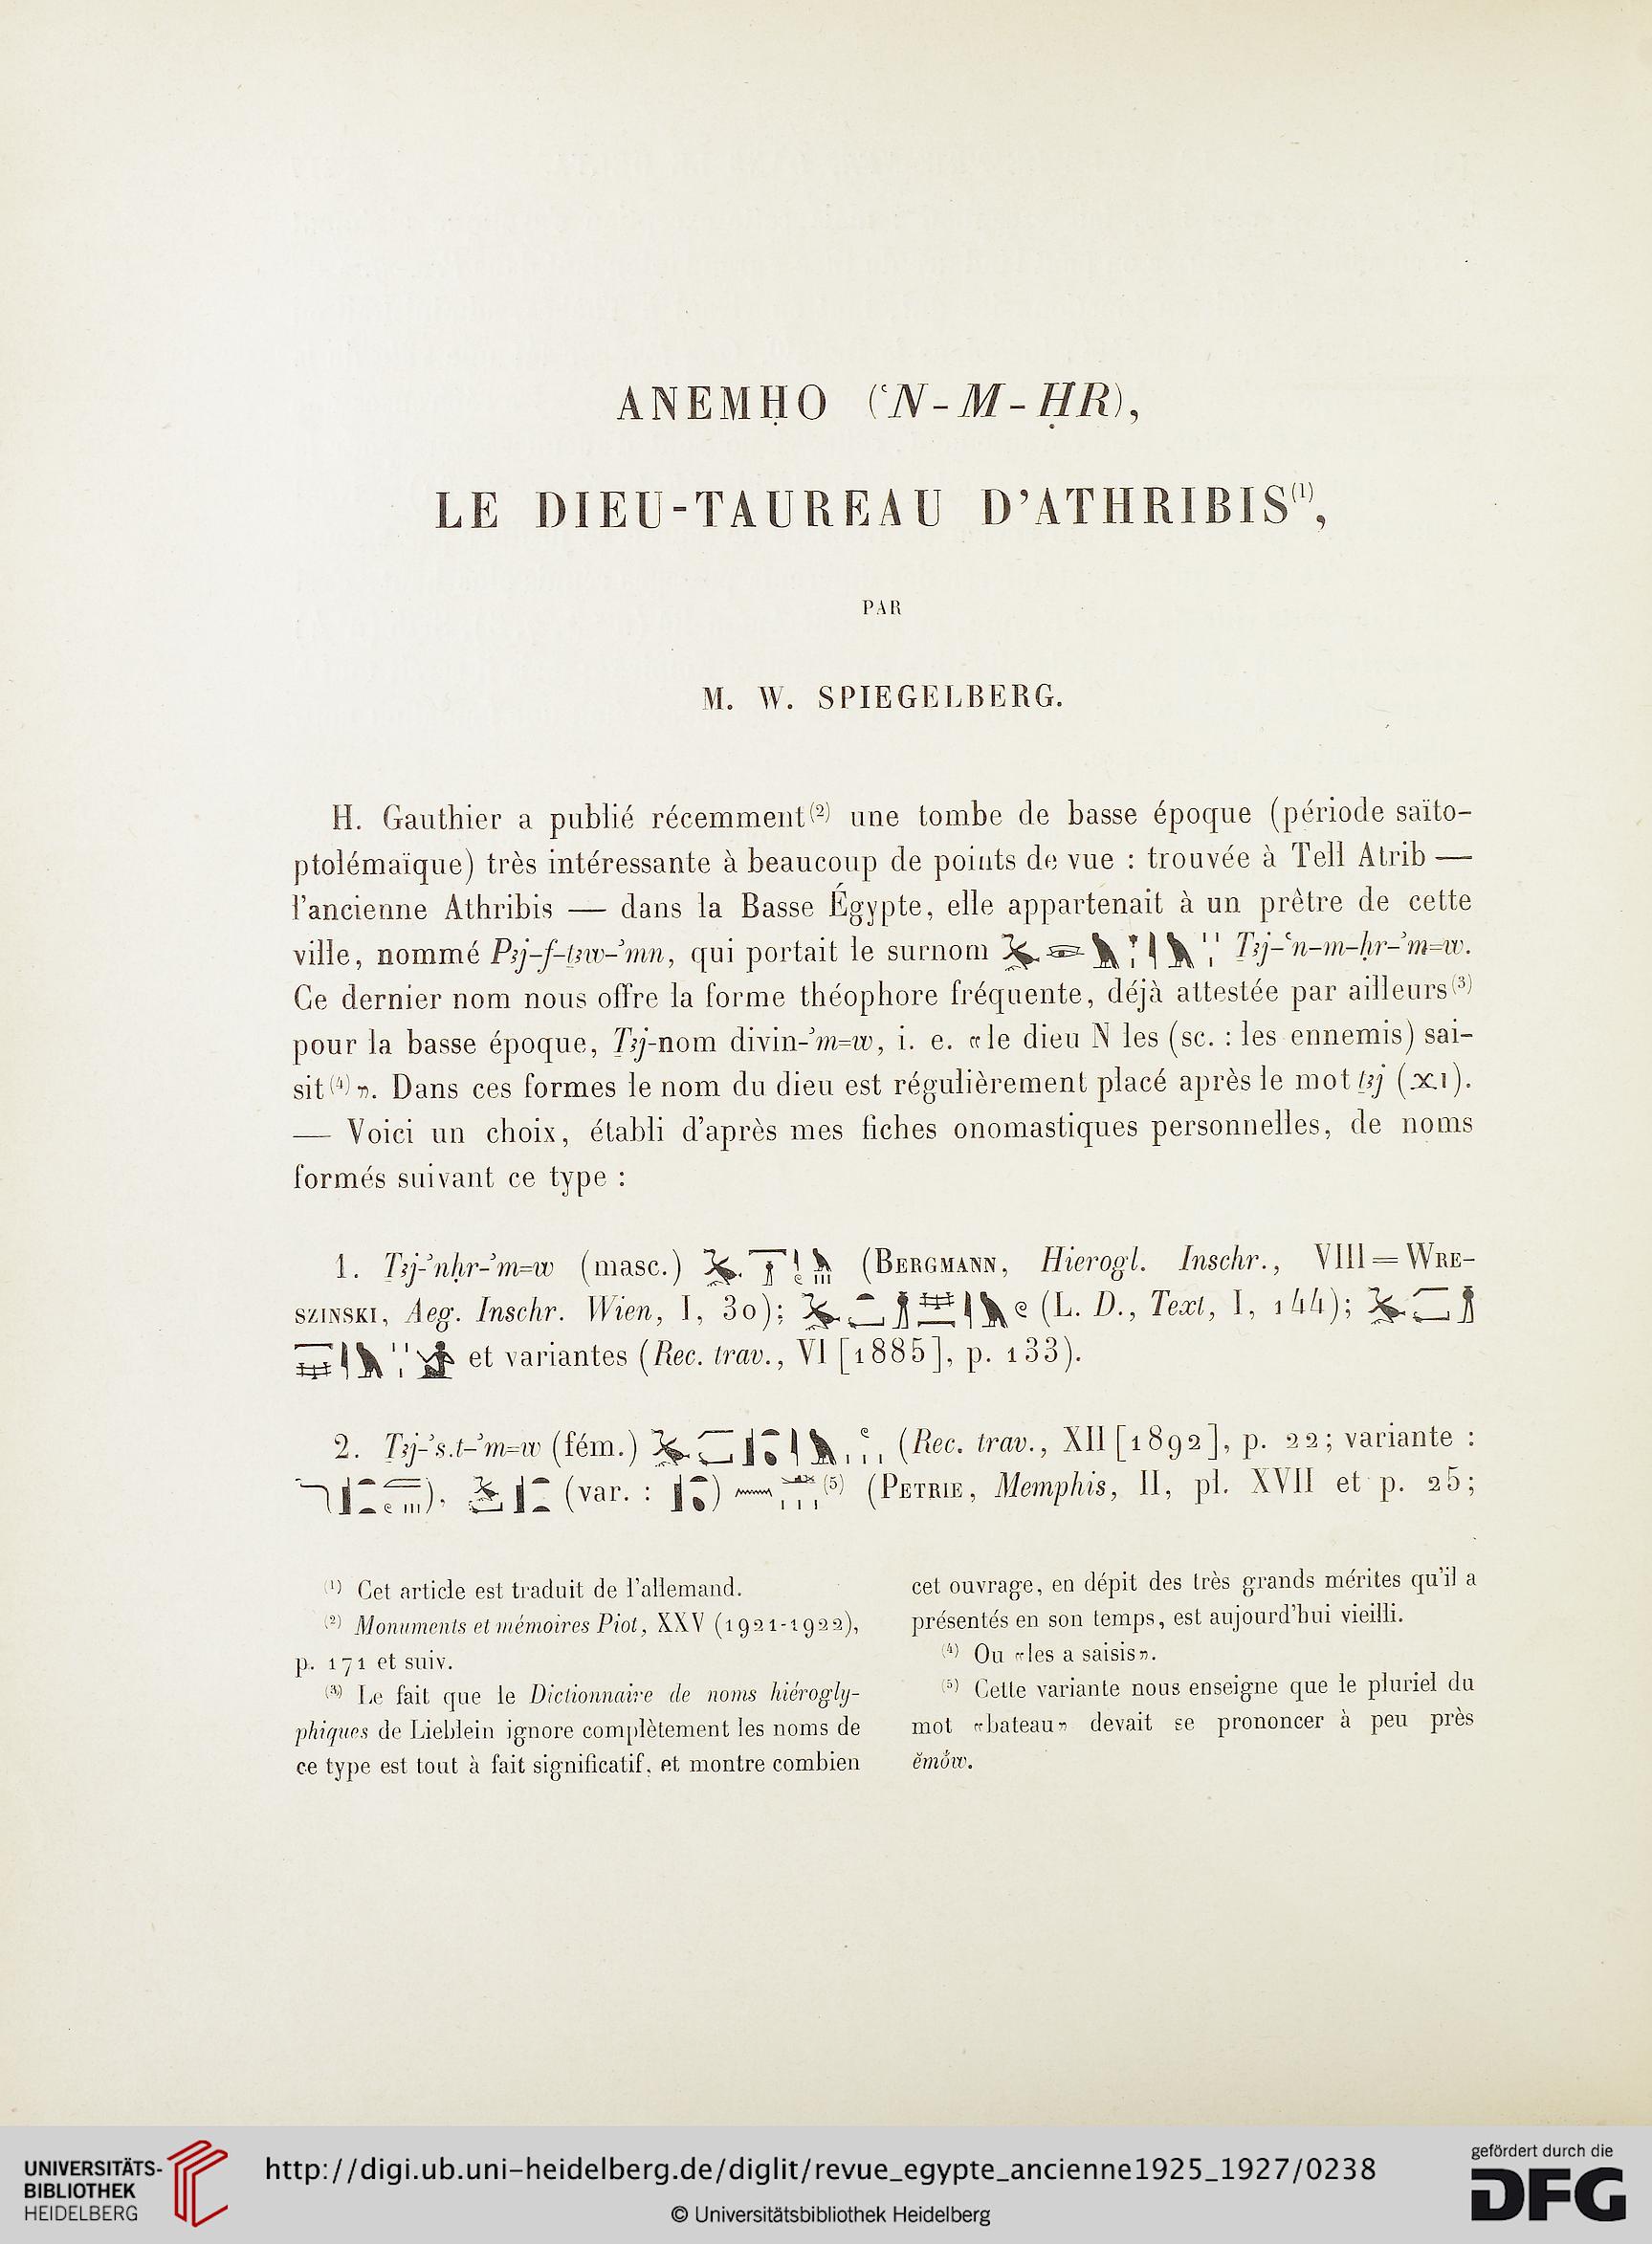 ANEMḤO (ʿN-M-ḤR),
LE DIEU-TAUREAU D'ATHRIBIS(1),
PAR
M. W. SPIEGELBERG.
H. Gauthier a publié récemment(2) une tombe de basse époque (période saïto-
ptolémaïque) très intéressante à beaucoup de points de vue : trouvée à Tell Atrib —
l'ancienne Athribis — dans la Basse Égypte, elle appartenait à un prètre de cette
ville, nommé Pꜣj-f-ṯꜣw-ʾmn, qui portait le surnom Ṯꜣj-ʿn-m-ḥr-ʾm=w.
Ce dernier nom nous offre la forme théophore fréquente, déjà attestée par ailleurs(3)
pour la basse époque, Ṯꜣj-nom divin-ʾm=w, i. e. «le dieu N les (sc. : les ennemis) sai-
sit(4)». Dans ces formes le nom du dieu est régulièrement placé après le mot ṯꜣj (ϫⲓ).
— Voici un choix, établi d'après mes fiches onomastiques personnelles, de noms
formés suivant ce type :
1. Ṯꜣj-ʾnḥr-ʾm=w (masc.) (BERGMANN, Hierogl. Inschr., VIII = WRE-
SZINSKI, Aeg. Inschr. Wien, I, 30); (L. D., Text, I, 144);
et variantes (Rec. trav., VI [1885], p. 133).
2. Ṯꜣj-ʾs.t-ʾm=w (fém.) (Rec. trav., XII [1892], p. 22; variante :
), (var. : ) (5) (PETRIE, Memphis, II, pl. XVII et p. 25;
(1) Cet article est traduit de l'allemand.
(2) Monuments et mémoires Piot, XXV (1921-1922),
p. 171 et suiv.
(3) Le fait que le Dictionnaire de noms hiérogly-
phiques de Lieblein ignore complètement les noms de
ce type est tout à fait significatif, et montre combien
cet ouvrage, en dépit des très grands mérites qu'il a
présentés en son temps, est aujourd'hui vieilli.
(4) Ou «les a saisis».
(5) Cette variante nous enseigne que le pluriel du
mot «bateau» devait se prononcer à peu près
ĕmŏ́w.
UNIVERSITÄTS-
BIBLIOTHEK
HEIDELBERG
http://digi.ub.uni-heidelberg.de/diglit/revue_egypte_ancienne1925_1927/0238
© Universitätsbibliothek Heidelberg
gefördert durch die
DFG